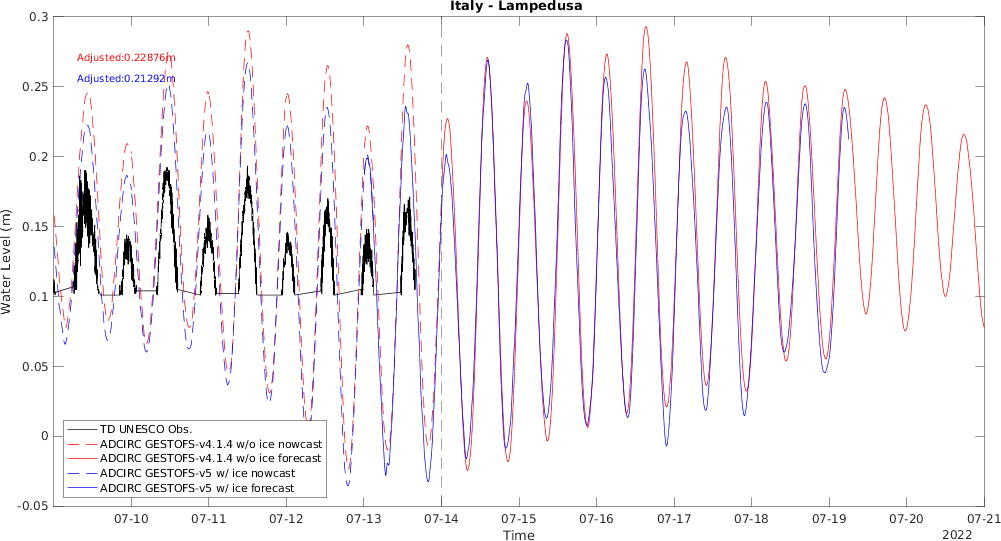 Italy - Lampedusa
0.3
Adjusted:0.22876m
Adjusted:0.21292m
0.25
0.2
0.15
Water Level (m)
0.1
0.05
0
-0.05
TD UNESCO Obs.
ADCIRC GESTOFS-v4.1.4 w/o ice nowcast
ADCIRC GESTOFS-v4.1.4 w/o ice forecast
ADCIRC GESTOFS-v5 w/ ice nowcast
ADCIRC GESTOFS-v5 w/ ice forecast
07-10 07-11 07-12 07-13 07-14 07-15 07-16 07-17 07-18 07-19 07-20 07-21
Time
2022